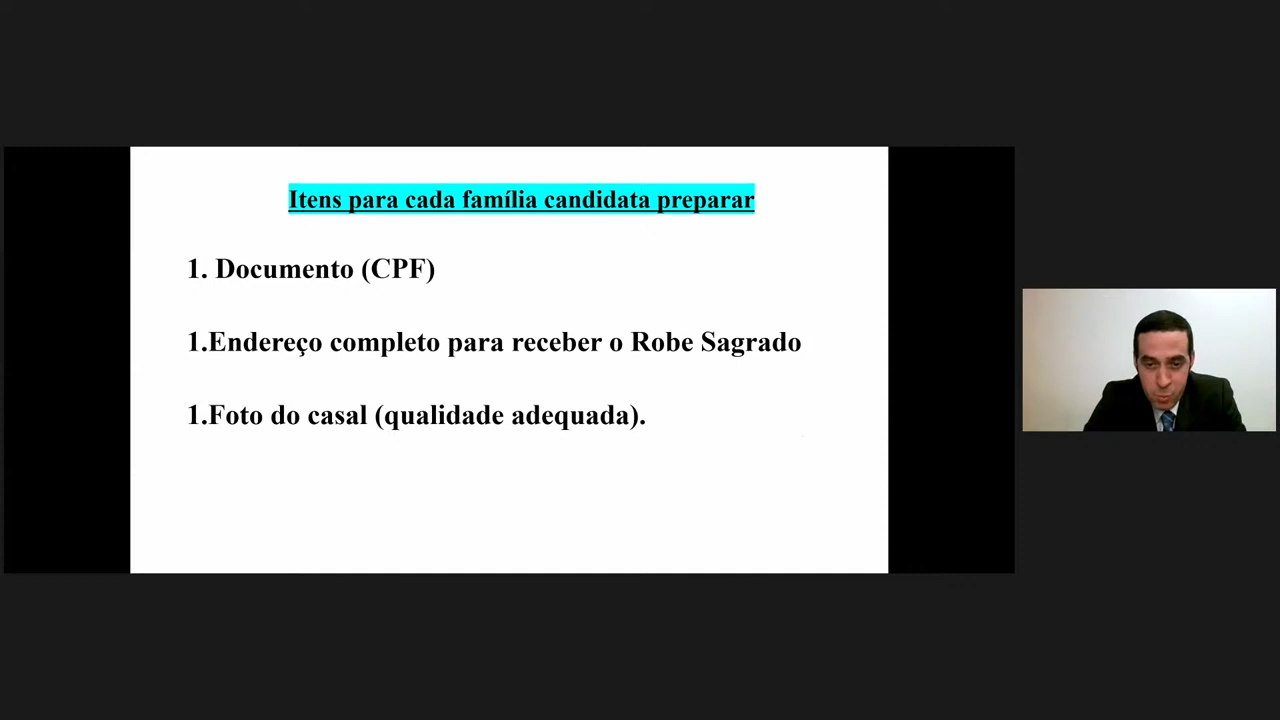 Itens para cada família candidata preparar
1. Documento (CPF)
1.Endereço completo para receber o Robe Sagrado
1.Foto do casal (qualidade adequada).